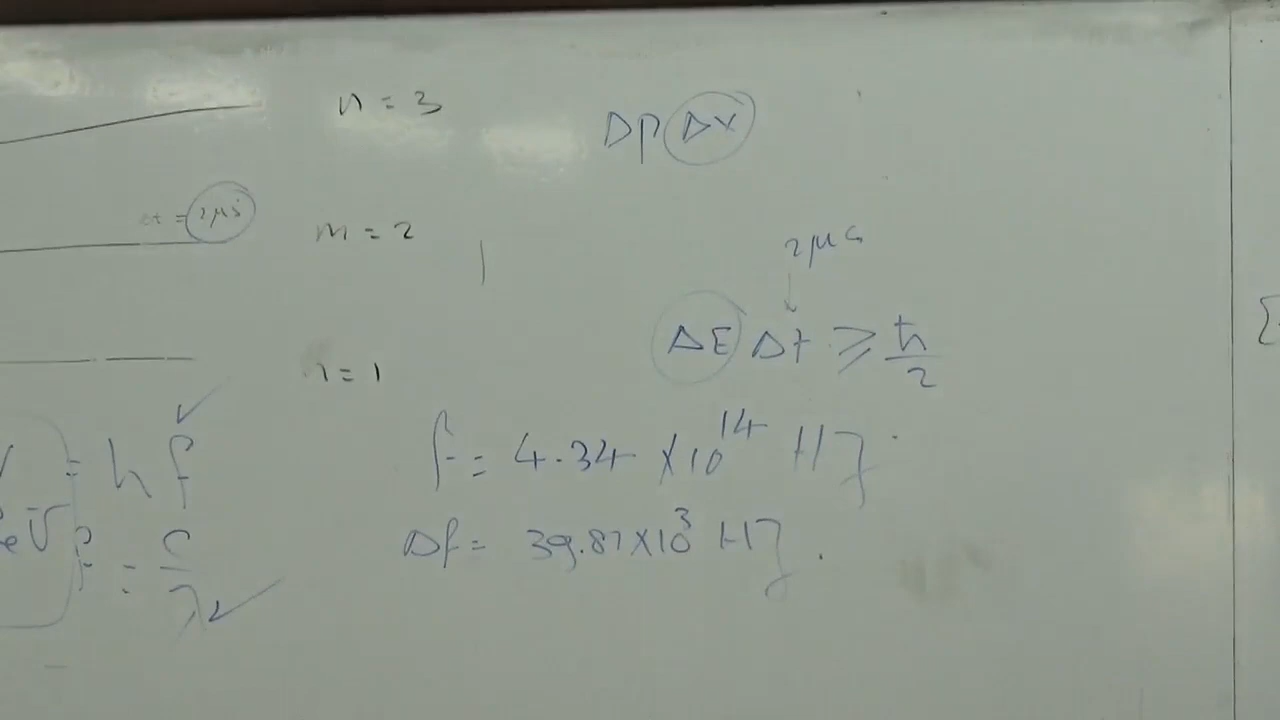 n = 3
Δp Δx
Δt = 2μs
m = 2
2μs
ΔE Δt ≥ ħ/2
n = 1
= hf
f = 4.34 × 10^14 Hz
eV
f = c/λ
Δf = 39.87 × 10^3 Hz.